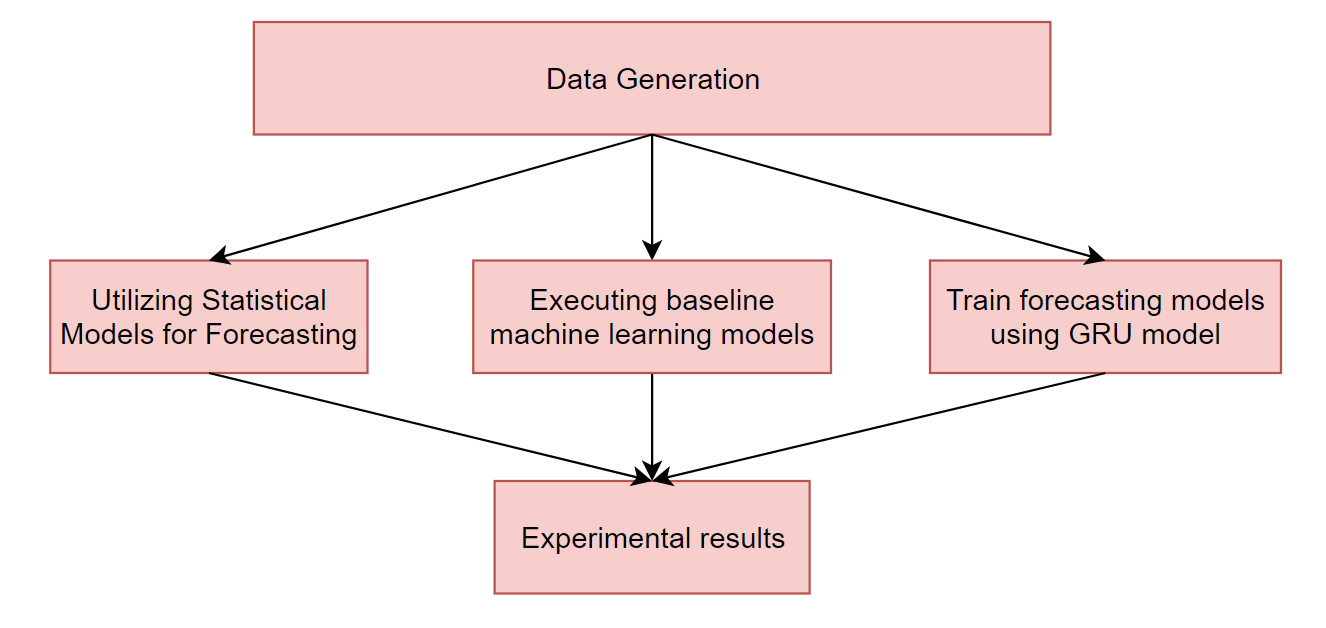 Data Generation
Utilizing Statistical
Models for Forecasting
Executing baseline
machine learning models
Train forecasting models
using GRU model
Experimental results